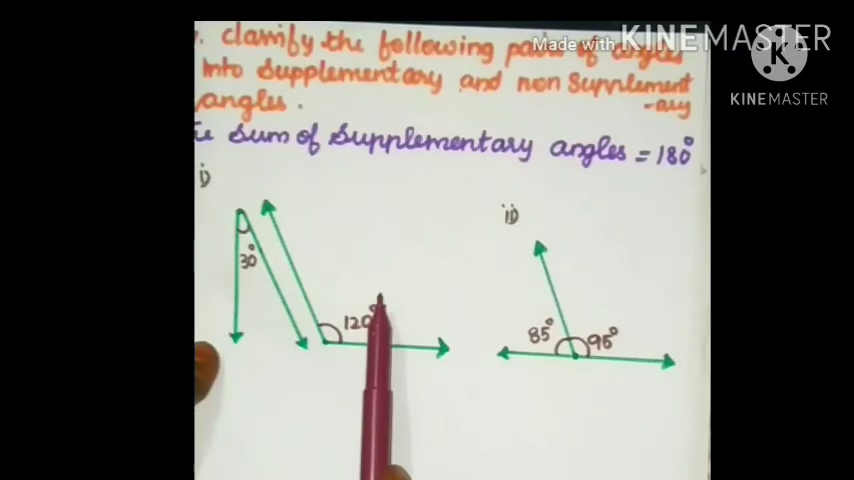 Classify the following pairs of angles
Into Supplementary and non Supplement
-ary
angles.
Sum of Supplementary angles = 180°
i)
ii)
30°
120°
85°
95°
Made with KINEMASTER
K
KINEMASTER